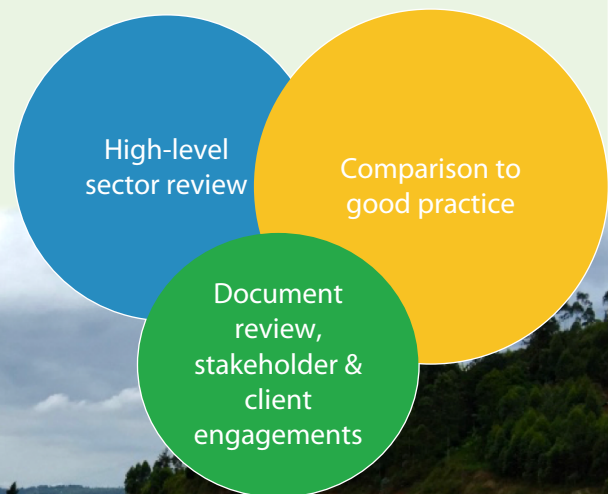 High-level
sector review
Comparison to
good practice
Document
review,
stakeholder &
client
engagements